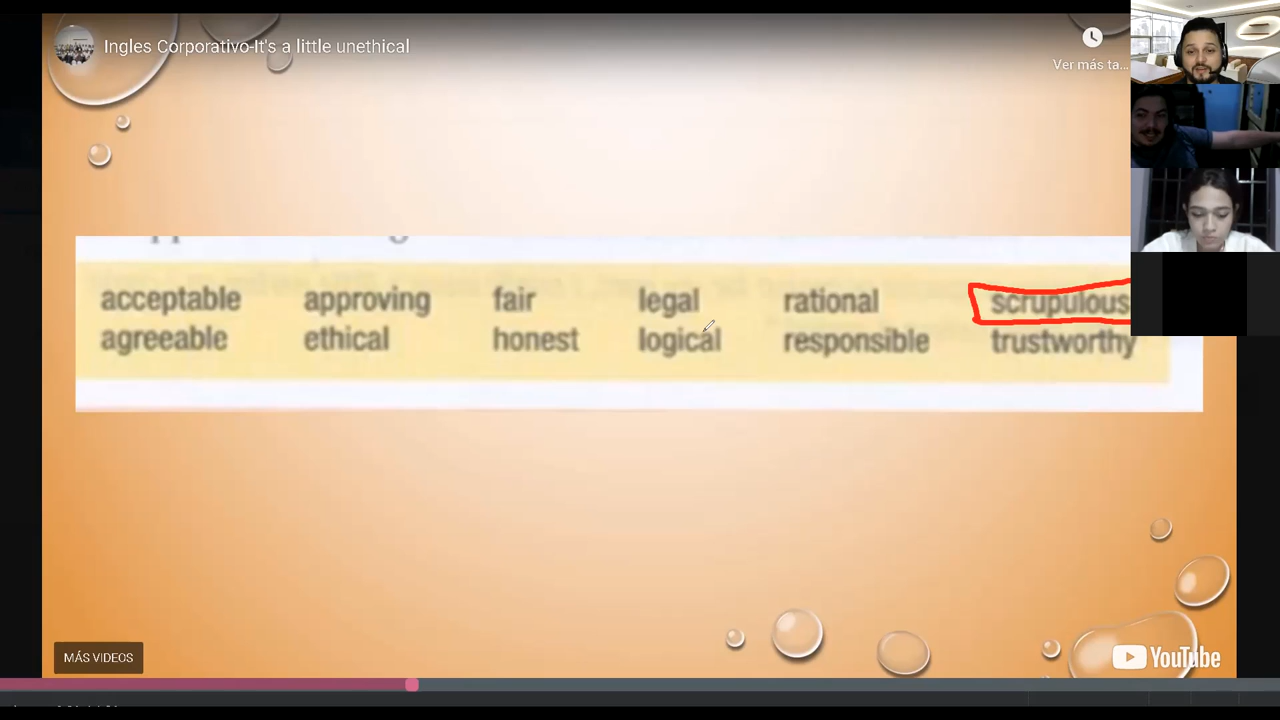 Ingles Corporativo-It's a little unethical
Ver más ta...
acceptable approving fair legal rational scrupulous
agreeable ethical honest logical responsible trustworthy
MÁS VIDEOS
YouTube